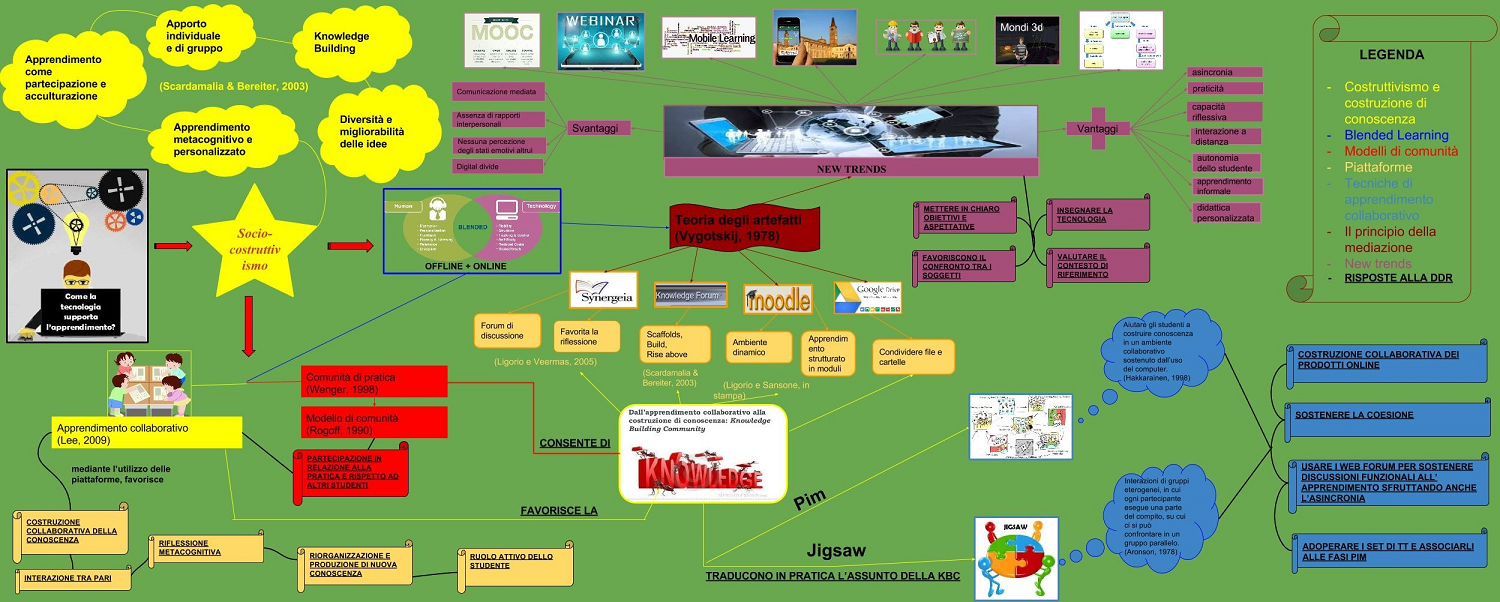 Apprendimento
come
partecipazione e
acculturazione
Apporto
individuale
e di gruppo
Knowledge
Building
(Scardamalia & Bereiter, 2003)
Apprendimento
metacognitivo e
personalizzato
Diversità e
migliorabilità
delle idee
Come la
tecnologia
supporta
l'apprendimento?
Socio-
costruttiv
ismo
Human
Technology
BLENDED
OFFLINE + ONLINE
MOOC
WEBINAR
Mobile Learning
Mondi 3d
Comunicazione mediata
Assenza di rapporti
interpersonali
Nessuna percezione
degli stati emotivi altrui
Digital divide
Svantaggi
NEW TRENDS
Vantaggi
asincronia
praticità
capacità
riflessiva
Interazione a
distanza
autonomia
dello studente
apprendimento
informale
didattica
personalizzata
METTERE IN CHIARO
OBIETTIVI E
ASPETTATIVE
INSEGNARE LA
TECNOLOGIA
FAVORISCONO IL
CONFRONTO TRA I
SOGGETTI
VALUTARE IL
CONTESTO DI
RIFERIMENTO
LEGENDA
- Costruttivismo e
costruzione di
conoscenza
- Blended Learning
- Modelli di comunità
- Piattaforme
- Tecniche di
apprendimento
collaborativo
- Il principio della
mediazione
- New trends
- RISPOSTE ALLA DDR
Teoria degli artefatti
(Vygotskij, 1978)
Synergeia
Knowledge Forum
moodle
Google Drive
Forum di
discussione
Favorita la
riflessione
Scaffolds,
Build,
Rise above
Ambiente
dinamico
Apprendim
ento
strutturato
in moduli
Condividere file e
cartelle
(Ligorio e Veermas, 2005)
(Scardamalia &
Bereiter, 2003)
(Ligorio e Sansone, in
stampa)
Apprendimento collaborativo
(Lee, 2009)
Comunità di pratica
(Wenger, 1998)
Modello di comunità
(Rogoff, 1990)
PARTECIPAZIONE IN
RELAZIONE ALLA
PRATICA E RISPETTO AD
ALTRI STUDENTI
CONSENTE DI
Dall'apprendimento collaborativo alla
costruzione di conoscenza: Knowledge
Building Community
KNOWLEDGE
mediante l'utilizzo delle
piattaforme, favorisce
FAVORISCE LA
COSTRUZIONE
COLLABORATIVA DELLA
CONOSCENZA
INTERAZIONE TRA PARI
RIFLESSIONE
METACOGNITIVA
RIORGANIZZAZIONE E
PRODUZIONE DI NUOVA
CONOSCENZA
RUOLO ATTIVO DELLO
STUDENTE
Pim
Jigsaw
TRADUCONO IN PRATICA L'ASSUNTO DELLA KBC
JIGSAW
Aiutare gli studenti a
costruire conoscenza
in un ambiente
collaborativo
sostenuto dall'uso
del computer.
(Hakkarainen, 1998)
Interazioni di gruppi
eterogenei, in cui
ogni partecipante
esegue una parte
del compito, su cui
ci si può
confrontare in un
gruppo parallelo.
(Aronson, 1978)
COSTRUZIONE COLLABORATIVA DEI
PRODOTTI ONLINE
SOSTENERE LA COESIONE
USARE I WEB FORUM PER SOSTENERE
DISCUSSIONI FUNZIONALI ALL'
APPRENDIMENTO SFRUTTANDO ANCHE
L'ASINCRONIA
ADOPERARE I SET DI TT E ASSOCIARLI
ALLE FASI PIM